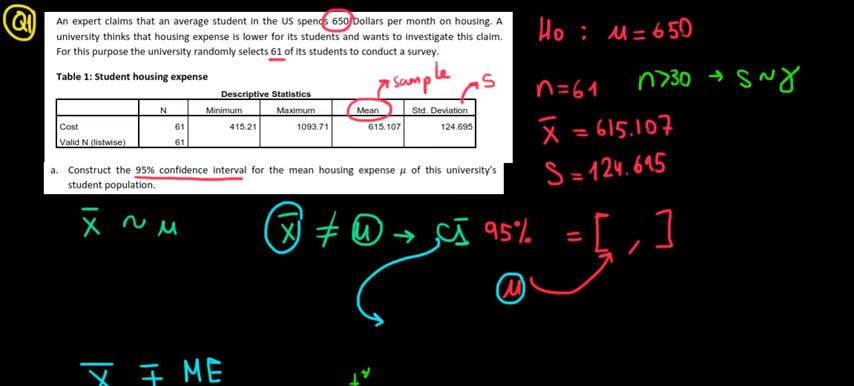 Q1
An expert claims that an average student in the US spends 650 Dollars per month on housing. A
university thinks that housing expense is lower for its students and wants to investigate this claim.
For this purpose the university randomly selects 61 of its students to conduct a survey.
Table 1: Student housing expense
sample
S
Descriptive Statistics
N Minimum Maximum Mean Std. Deviation
Cost 61 415.21 1093.71 615.107 124.695
Valid N (listwise) 61
a. Construct the 95% confidence interval for the mean housing expense μ of this university's
student population.
Ho : μ = 650
n = 61 n>30 → S ~ γ
x̄ = 615.107
S = 124.695
x̄ ~ μ x̄ ≠ μ → CI 95% = [ , ]
μ
x̄ ∓ ME t*